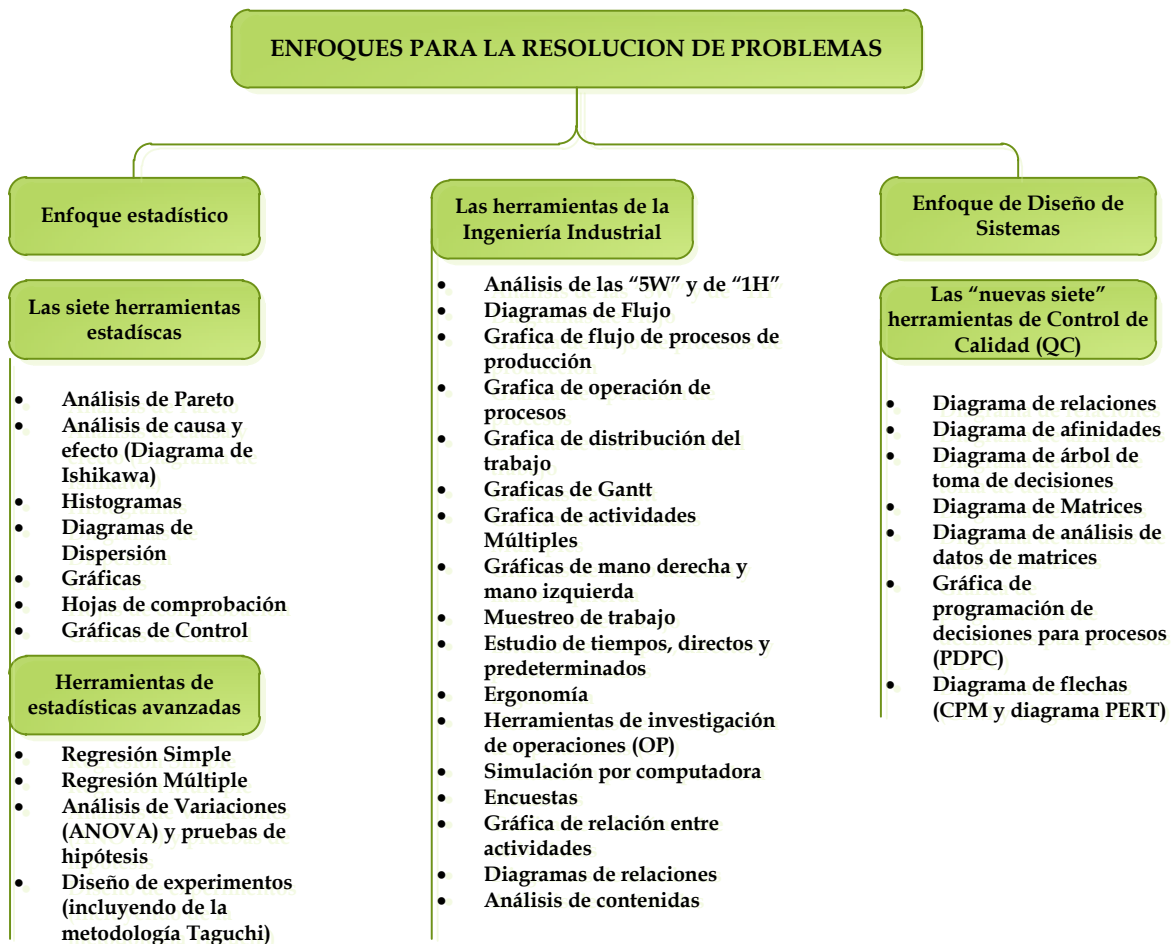 ENFOQUES PARA LA RESOLUCION DE PROBLEMAS
Enfoque estadístico
Las siete herramientas
estadíscas
• Análisis de Pareto
• Análisis de causa y
efecto (Diagrama de
Ishikawa)
• Histogramas
• Diagramas de
Dispersión
• Gráficas
• Hojas de comprobación
• Gráficas de Control
Herramientas de
estadísticas avanzadas
• Regresión Simple
• Regresión Múltiple
• Análisis de Variaciones
(ANOVA) y pruebas de
hipótesis
• Diseño de experimentos
(incluyendo de la
metodología Taguchi)
Las herramientas de la
Ingeniería Industrial
• Análisis de las “5W” y de “1H”
• Diagramas de Flujo
• Grafica de flujo de procesos de
producción
• Grafica de operación de
procesos
• Grafica de distribución del
trabajo
• Graficas de Gantt
• Grafica de actividades
Múltiples
• Gráficas de mano derecha y
mano izquierda
• Muestreo de trabajo
• Estudio de tiempos, directos y
predeterminados
• Ergonomía
• Herramientas de investigación
de operaciones (OP)
• Simulación por computadora
• Encuestas
• Gráfica de relación entre
actividades
• Diagramas de relaciones
• Análisis de contenidas
Enfoque de Diseño de
Sistemas
Las “nuevas siete”
herramientas de Control de
Calidad (QC)
• Diagrama de relaciones
• Diagrama de afinidades
• Diagrama de árbol de
toma de decisiones
• Diagrama de Matrices
• Diagrama de análisis de
datos de matrices
• Gráfica de
programación de
decisiones para procesos
(PDPC)
• Diagrama de flechas
(CPM y diagrama PERT)